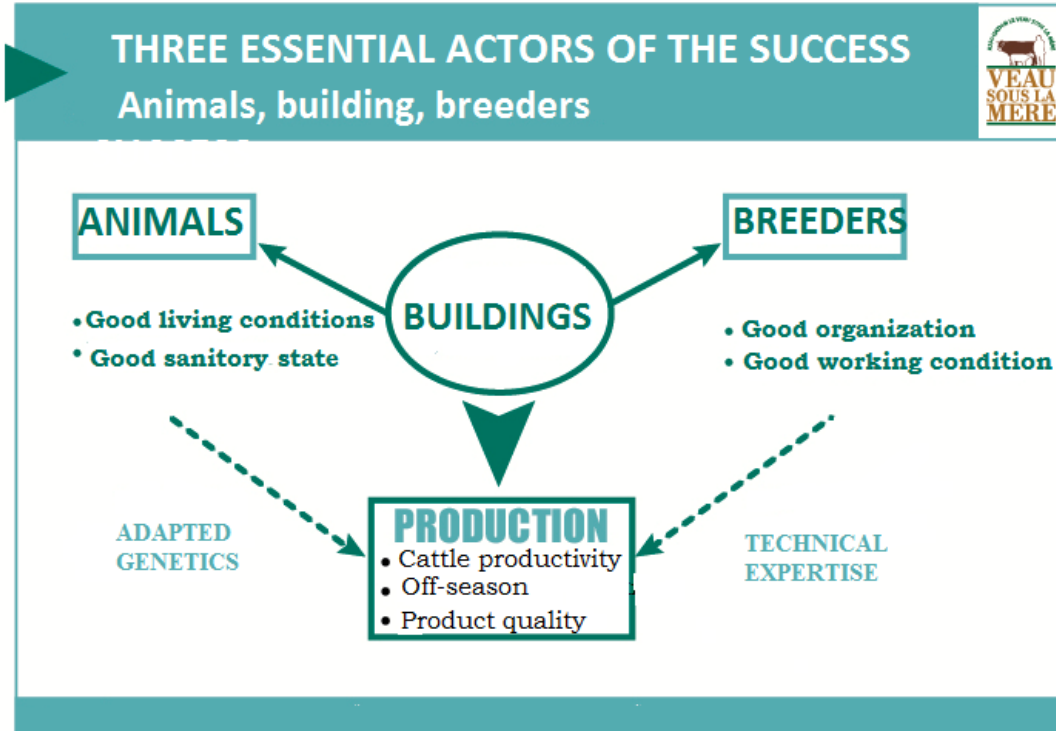 THREE ESSENTIAL ACTORS OF THE SUCCESS
Animals, building, breeders
VEAU
SOUS LA
MERE
ANIMALS
BREEDERS
BUILDINGS
• Good living conditions
• Good sanitory state
• Good organization
• Good working condition
ADAPTED
GENETICS
PRODUCTION
• Cattle productivity
• Off-season
• Product quality
TECHNICAL
EXPERTISE